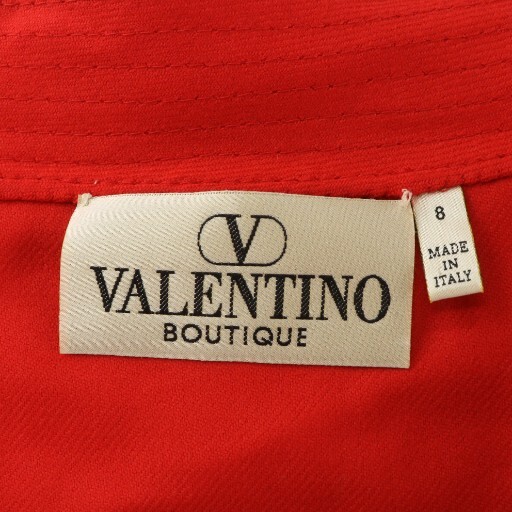 V
VALENTINO
BOUTIQUE
8
MADE
IN
ITALY